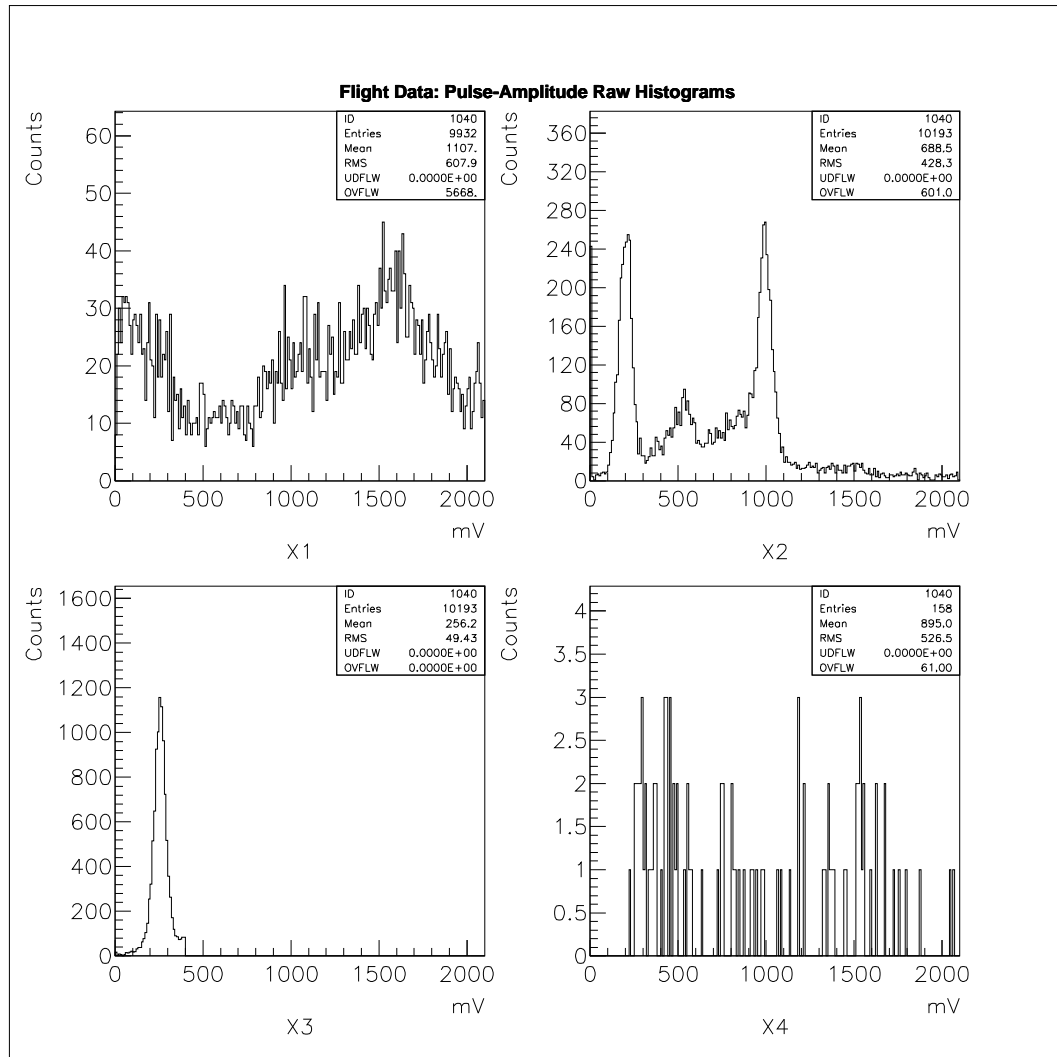 Flight Data: Pulse-Amplitude Raw Histograms
Counts
60
50
40
30
20
10
0
0 500 1000 1500 2000
mV
X1
ID 1040
Entries 9932
Mean 1107.
RMS 607.9
UDFLW 0.0000E+00
OVFLW 5668.
Counts
360
320
280
240
200
160
120
80
40
0
0 500 1000 1500 2000
mV
X2
ID 1040
Entries 10193
Mean 688.5
RMS 428.3
UDFLW 0.0000E+00
OVFLW 601.0
Counts
1600
1400
1200
1000
800
600
400
200
0
0 500 1000 1500 2000
mV
X3
ID 1040
Entries 10193
Mean 256.2
RMS 49.43
UDFLW 0.0000E+00
OVFLW 0.0000E+00
Counts
4
3.5
3
2.5
2
1.5
1
0.5
0
0 500 1000 1500 2000
mV
X4
ID 1040
Entries 158
Mean 895.0
RMS 526.5
UDFLW 0.0000E+00
OVFLW 61.00